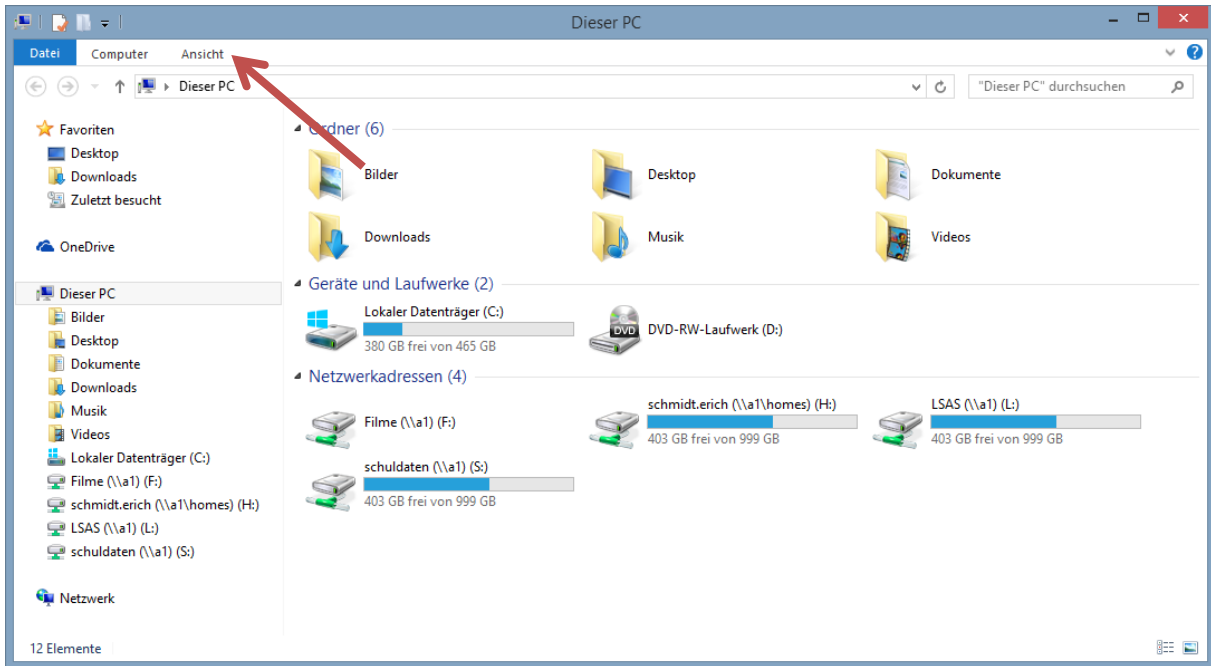 Dieser PC
Datei Computer Ansicht
Dieser PC "Dieser PC" durchsuchen
Favoriten
Desktop
Downloads
Zuletzt besucht
OneDrive
Dieser PC
Bilder
Desktop
Dokumente
Downloads
Musik
Videos
Lokaler Datenträger (C:)
Filme (\\a1) (F:)
schmidt.erich (\\a1\homes) (H:)
LSAS (\\a1) (L:)
schuldaten (\\a1) (S:)
Netzwerk
Ordner (6)
Bilder Desktop Dokumente
Downloads Musik Videos
Geräte und Laufwerke (2)
Lokaler Datenträger (C:)
380 GB frei von 465 GB
DVD
DVD-RW-Laufwerk (D:)
Netzwerkadressen (4)
Filme (\\a1) (F:)
schmidt.erich (\\a1\homes) (H:)
403 GB frei von 999 GB
LSAS (\\a1) (L:)
403 GB frei von 999 GB
schuldaten (\\a1) (S:)
403 GB frei von 999 GB
12 Elemente